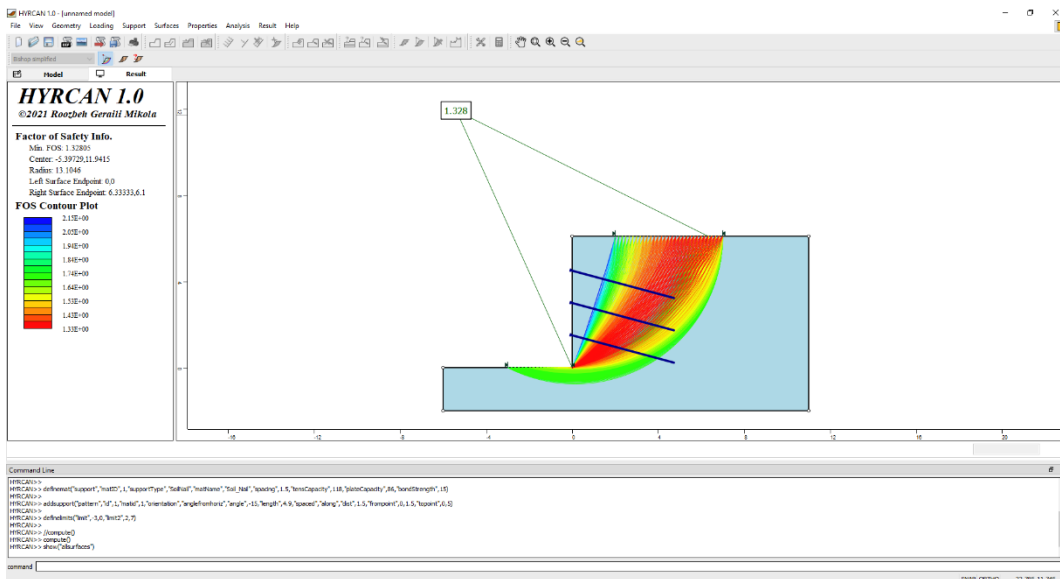 HYRCAN 1.0 - [unnamed model]
File View Geometry Loading Support Surfaces Properties Analysis Result Help
Bishop simplified
Model Result
HYRCAN 1.0
©2021 Roozbeh Geraili Mikola
Factor of Safety Info.
Min. FOS: 1.32805
Center: -5.39729,11.9415
Radius: 13.1046
Left Surface Endpoint: 0,0
Right Surface Endpoint: 6.33333,6.1
FOS Contour Plot
2.15E+00
2.05E+00
1.94E+00
1.84E+00
1.74E+00
1.64E+00
1.53E+00
1.43E+00
1.33E+00
1.328
12
8
4
0
-16 -12 -8 -4 0 4 8 12 16 20
Command Line
HYRCAN>>
HYRCAN>> definemat("support","matID",1,"supportType","SoilNail","matName","Soil_Nail","spacing",1.5,"tensCapacity",118,"plateCapacity",86,"bondStrength",15)
HYRCAN>>
HYRCAN>> addsupport("pattern","id",1,"matid",1,"orientation","anglefromhoriz","angle",-15,"length",4.9,"spaced","along","dist",1.5,"frompoint",0,1.5,"topoint",0,5)
HYRCAN>>
HYRCAN>> definelimits("limit",-3,0,"limit2",2,7)
HYRCAN>>
HYRCAN>> //compute()
HYRCAN>> compute()
HYRCAN>> show("allsurfaces")
command
SNAP ORTHO